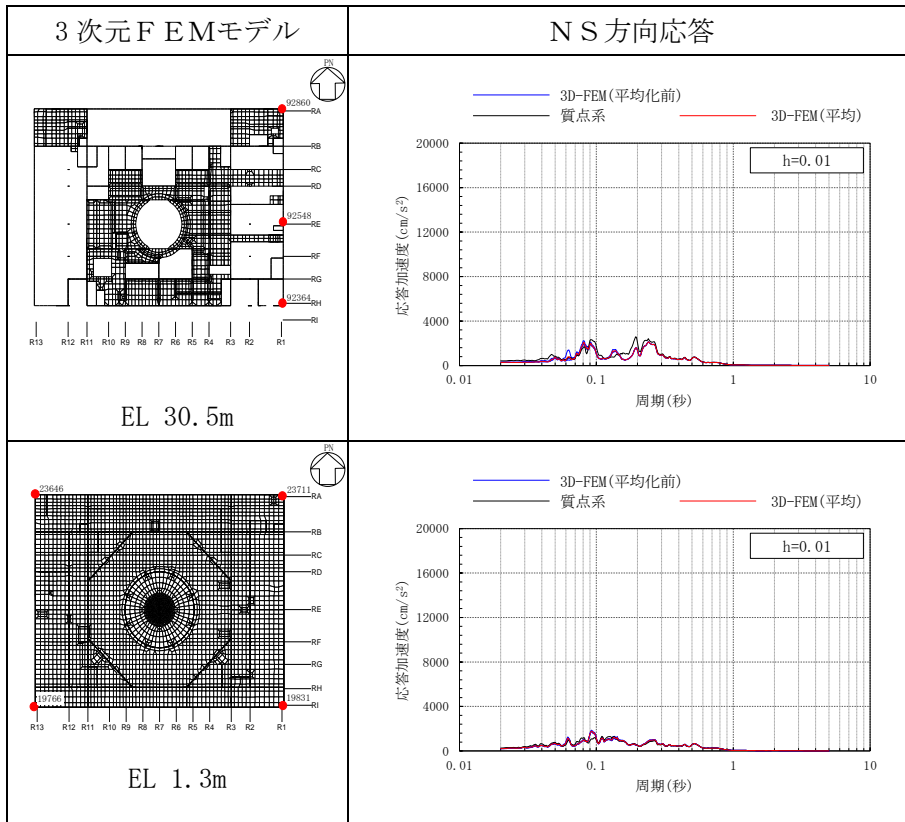 3次元FEMモデル
NS方向応答
PN
92860
RA
RB
RC
RD
92548
RE
RF
RG
92364
RH
RI
R13 R12 R11 R10 R9 R8 R7 R6 R5 R4 R3 R2 R1
EL 30.5m
3D-FEM(平均化前)
質点系
3D-FEM(平均)
h=0.01
応答加速度(cm/s²)
20000
16000
12000
8000
4000
0
0.01 0.1 1 10
周期(秒)
PN
23646
23711
RA
RB
RC
RD
RE
RF
RG
RH
19766
19831
RI
R13 R12 R11 R10 R9 R8 R7 R6 R5 R4 R3 R2 R1
EL 1.3m
3D-FEM(平均化前)
質点系
3D-FEM(平均)
h=0.01
応答加速度(cm/s²)
20000
16000
12000
8000
4000
0
0.01 0.1 1 10
周期(秒)